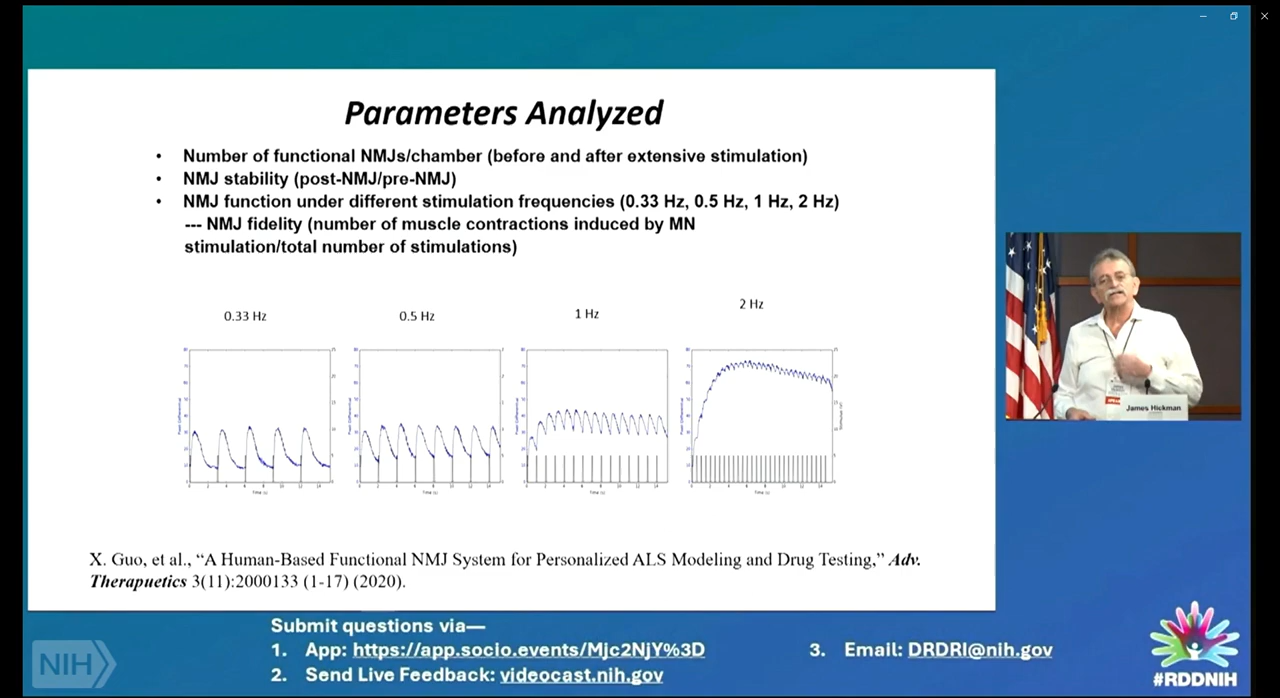 Parameters Analyzed
• Number of functional NMJs/chamber (before and after extensive stimulation)
• NMJ stability (post-NMJ/pre-NMJ)
• NMJ function under different stimulation frequencies (0.33 Hz, 0.5 Hz, 1 Hz, 2 Hz)
--- NMJ fidelity (number of muscle contractions induced by MN
stimulation/total number of stimulations)
0.33 Hz
0.5 Hz
1 Hz
2 Hz
Time (s)
Time (s)
Time (s)
Time (s)
X. Guo, et al., “A Human-Based Functional NMJ System for Personalized ALS Modeling and Drug Testing,” Adv.
Therapuetics 3(11):2000133 (1-17) (2020).
James Hickman
Submit questions via—
1. App: https://app.socio.events/Mjc2NjY%3D
2. Send Live Feedback: videocast.nih.gov
3. Email: DRDRI@nih.gov
NIH
#RDDNIH